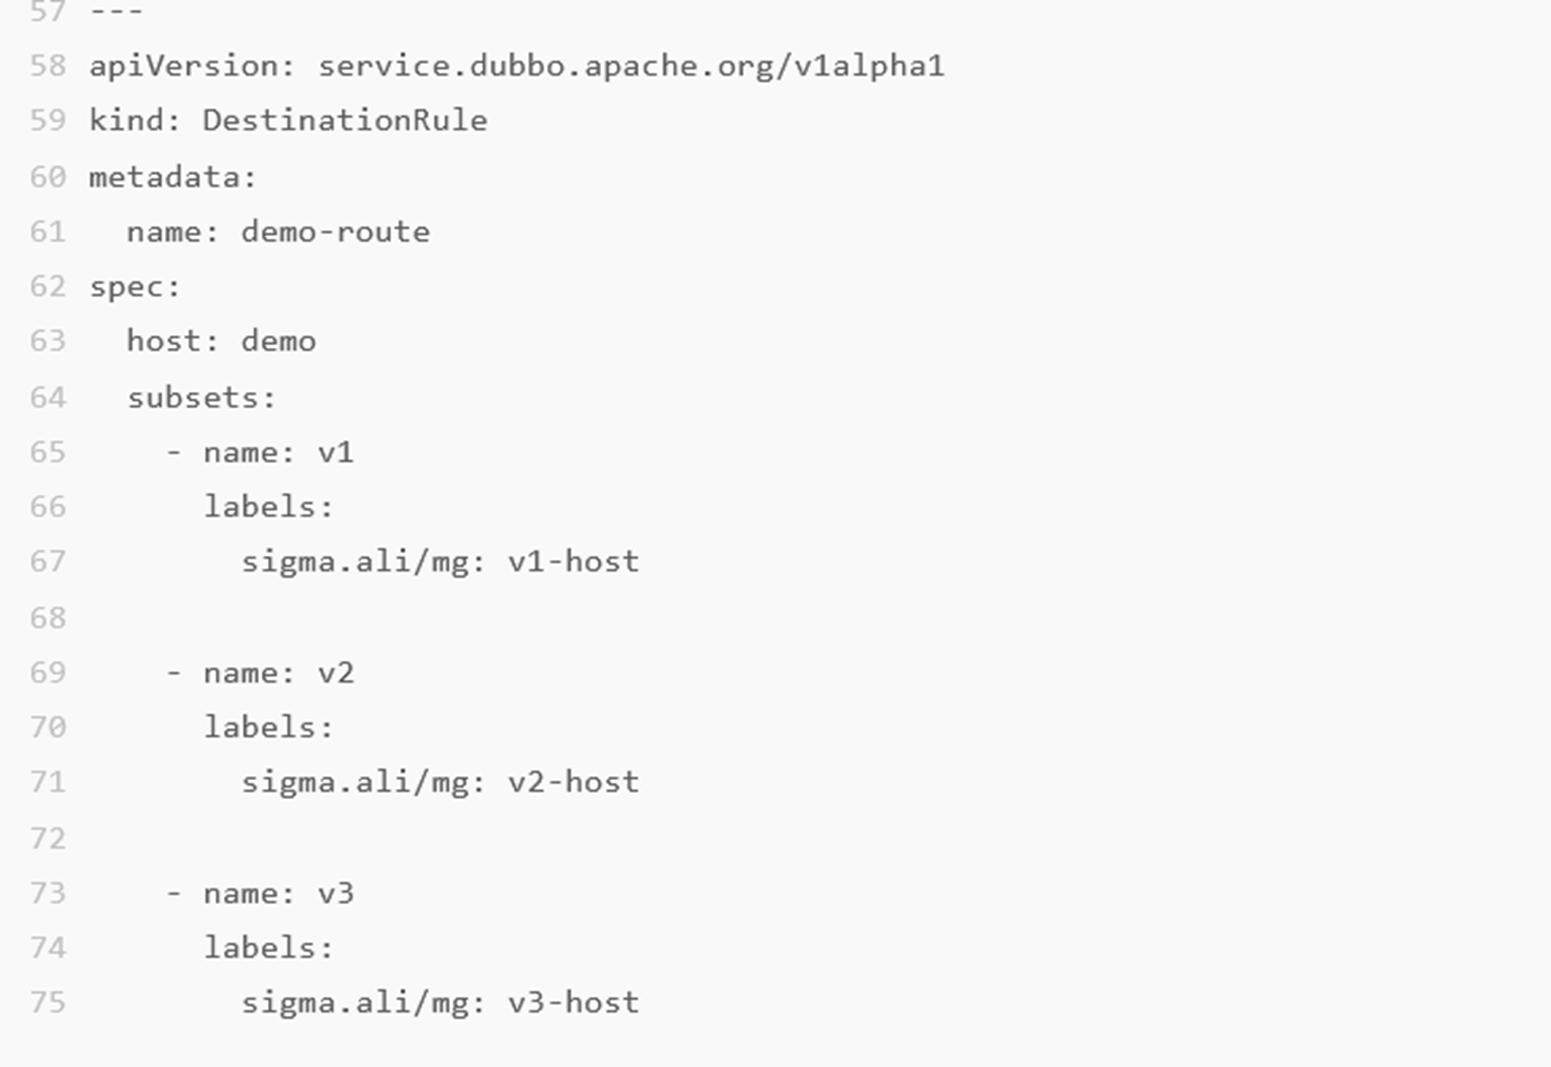 57 ---
58 apiVersion: service.dubbo.apache.org/v1alpha1
59 kind: DestinationRule
60 metadata:
61   name: demo-route
62 spec:
63   host: demo
64   subsets:
65     - name: v1
66       labels:
67         sigma.ali/mg: v1-host
68
69     - name: v2
70       labels:
71         sigma.ali/mg: v2-host
72
73     - name: v3
74       labels:
75         sigma.ali/mg: v3-host